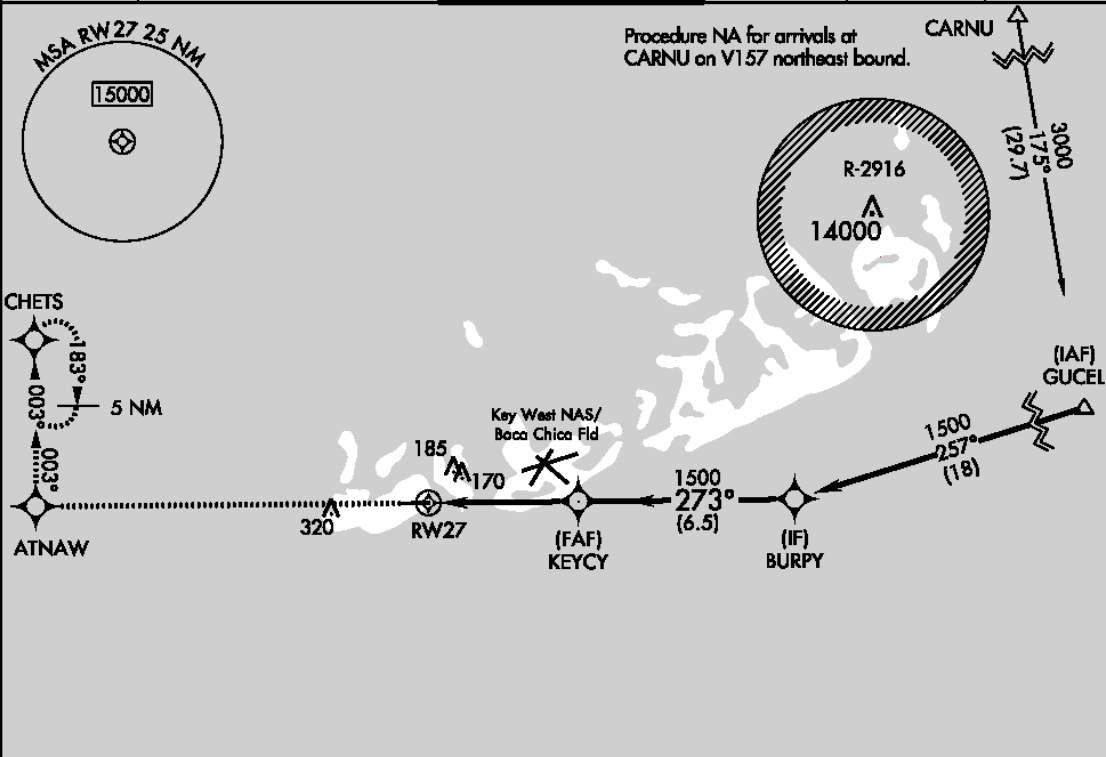 MSA RW27 25 NM
15000
Procedure NA for arrivals at
CARNU on V157 northeast bound.
CARNU
3000
175°
(29.7)
R-2916
14000
CHETS
183°
003°
5 NM
003°
ATNAW
(IAF)
GUCEL
1500
257°
(18)
Key West NAS/
Boca Chica Fld
185
170
320
RW27
1500
273°
(6.5)
(FAF)
KEYCY
(IF)
BURPY